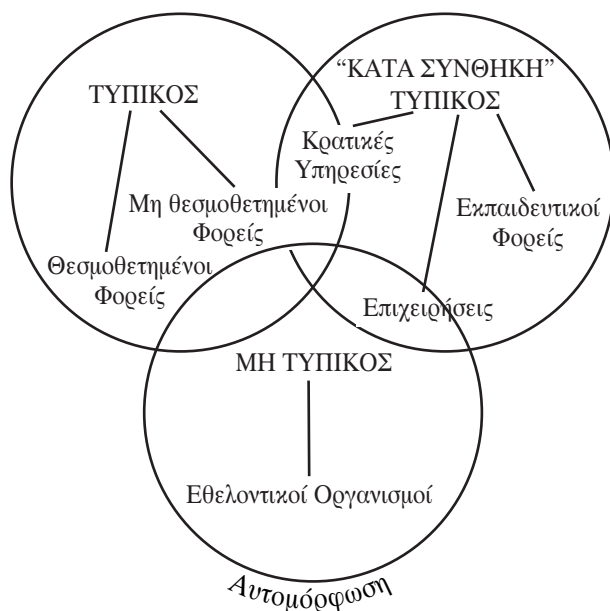 ΤΥΠΙΚΟΣ
“ΚΑΤΑ ΣΥΝΘΗΚΗ”
ΤΥΠΙΚΟΣ
Κρατικές
Υπηρεσίες
Μη θεσμοθετημένοι
Φορείς
Εκπαιδευτικοί
Φορείς
Θεσμοθετημένοι
Φορείς
Επιχειρήσεις
ΜΗ ΤΥΠΙΚΟΣ
Εθελοντικοί Οργανισμοί
Αυτομόρφωση